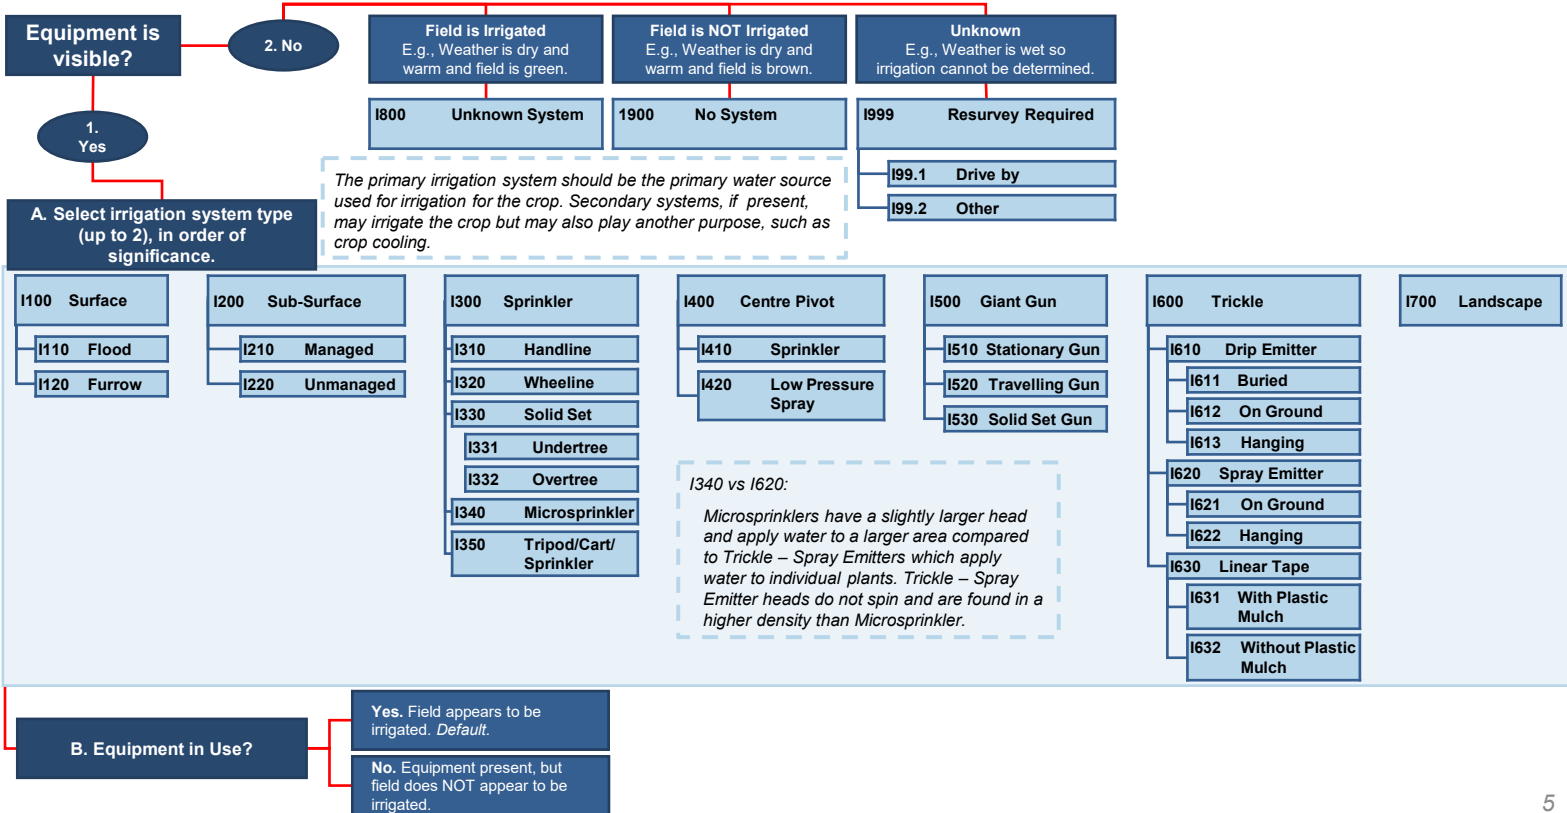 Equipment is
visible?
2. No
Field is Irrigated
E.g., Weather is dry and
warm and field is green.
Field is NOT Irrigated
E.g., Weather is dry and
warm and field is brown.
Unknown
E.g., Weather is wet so
irrigation cannot be determined.
I800 Unknown System
1900 No System
I999 Resurvey Required
I99.1 Drive by
I99.2 Other
1.
Yes
The primary irrigation system should be the primary water source
used for irrigation for the crop. Secondary systems, if present,
may irrigate the crop but may also play another purpose, such as
crop cooling.
A. Select irrigation system type
(up to 2), in order of
significance.
I100 Surface
I110 Flood
I120 Furrow
I200 Sub-Surface
I210 Managed
I220 Unmanaged
I300 Sprinkler
I310 Handline
I320 Wheeline
I330 Solid Set
I331 Undertree
I332 Overtree
I340 Microsprinkler
I350 Tripod/Cart/
Sprinkler
I400 Centre Pivot
I410 Sprinkler
I420 Low Pressure
Spray
I500 Giant Gun
I510 Stationary Gun
I520 Travelling Gun
I530 Solid Set Gun
I600 Trickle
I610 Drip Emitter
I611 Buried
I612 On Ground
I613 Hanging
I620 Spray Emitter
I621 On Ground
I622 Hanging
I630 Linear Tape
I631 With Plastic
Mulch
I632 Without Plastic
Mulch
I700 Landscape
I340 vs I620:
Microsprinklers have a slightly larger head
and apply water to a larger area compared
to Trickle – Spray Emitters which apply
water to individual plants. Trickle – Spray
Emitter heads do not spin and are found in a
higher density than Microsprinkler.
B. Equipment in Use?
Yes. Field appears to be
irrigated. Default.
No. Equipment present, but
field does NOT appear to be
irrigated.
5